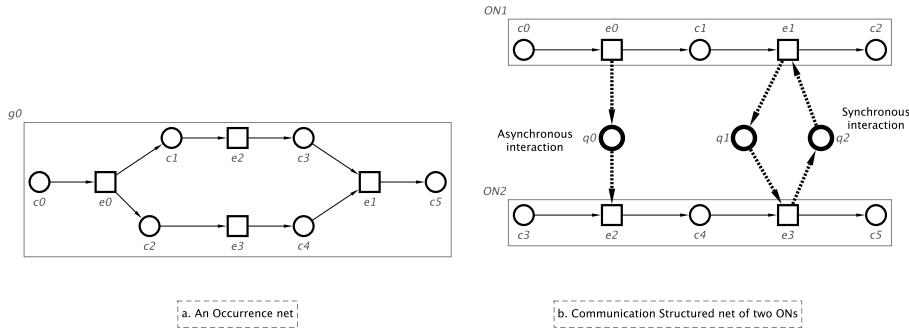 g0
c0
e0
c1
e2
c3
c2
e3
c4
e1
c5
a. An Occurrence net
ON1
c0
e0
c1
e1
c2
Asynchronous
interaction
q0
q1
q2
Synchronous
interaction
ON2
c3
e2
c4
e3
c5
b. Communication Structured net of two ONs